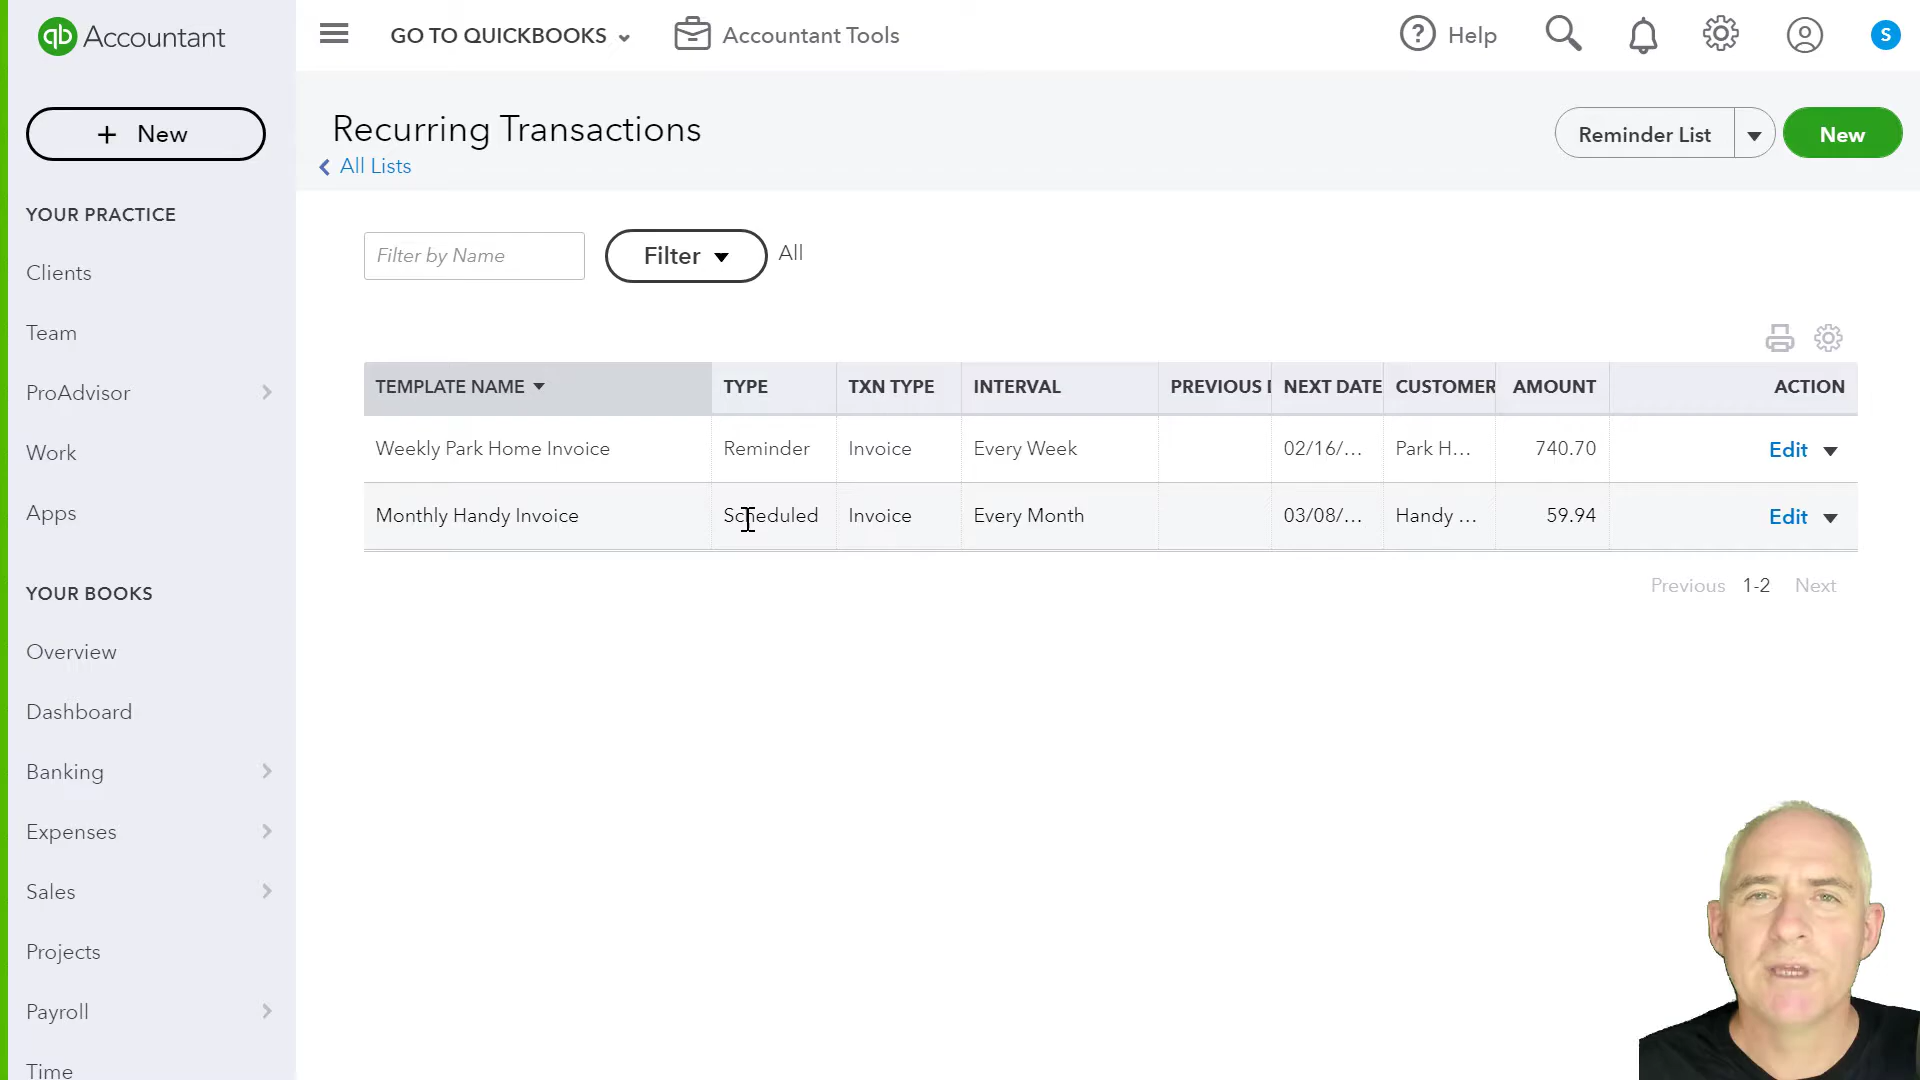 qb Accountant
GO TO QUICKBOOKS
Accountant Tools
? Help
S
+ New
Recurring Transactions
All Lists
Reminder List
New
YOUR PRACTICE
Clients
Team
ProAdvisor
Work
Apps
YOUR BOOKS
Overview
Dashboard
Banking
Expenses
Sales
Projects
Payroll
Time
Filter by Name
Filter
All
TEMPLATE NAME TYPE TXN TYPE INTERVAL PREVIOUS NEXT DATE CUSTOMER AMOUNT ACTION
Weekly Park Home Invoice Reminder Invoice Every Week 02/16/... Park H... 740.70 Edit
Monthly Handy Invoice Scheduled Invoice Every Month 03/08/... Handy ... 59.94 Edit
Previous 1-2 Next